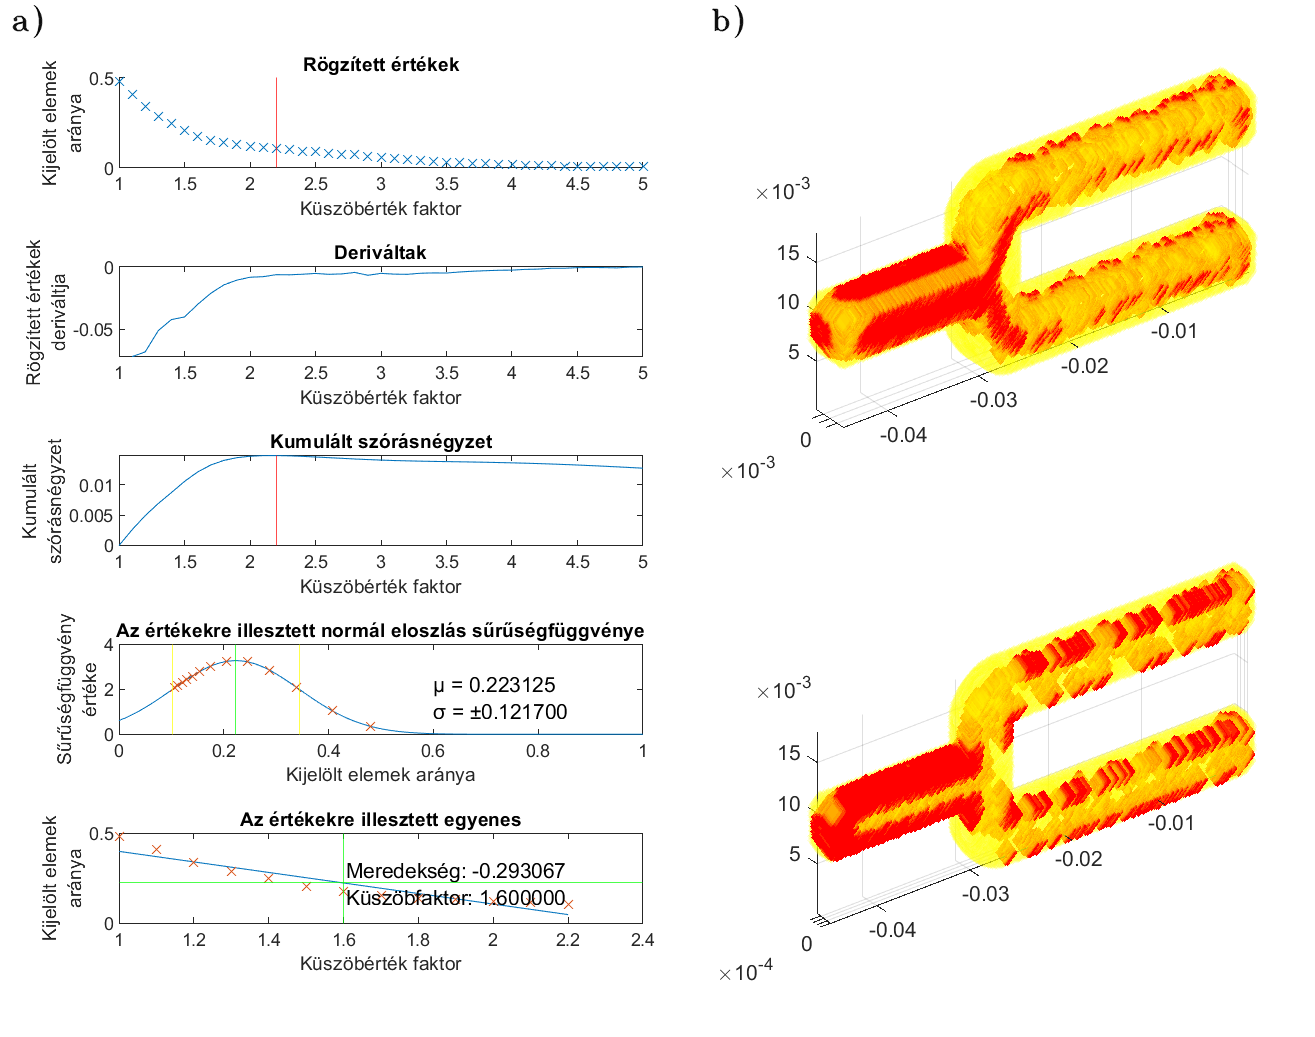 a)
Rögzített értékek
Kijelölt elemek
aránya
0.5
0
1 1.5 2 2.5 3 3.5 4 4.5 5
Küszöbérték faktor
Deriváltak
Rögzített értékek
deriváltja
0
-0.05
1 1.5 2 2.5 3 3.5 4 4.5 5
Küszöbérték faktor
Kumulált szórásnégyzet
Kumulált
szórásnégyzet
0.01
0.005
0
1 1.5 2 2.5 3 3.5 4 4.5 5
Küszöbérték faktor
Az értékekre illesztett normál eloszlás sűrűségfüggvénye
Sűrűségfüggvény
értéke
4
2
0
μ = 0.223125
σ = ±0.121700
0 0.2 0.4 0.6 0.8 1
Kijelölt elemek aránya
Az értékekre illesztett egyenes
Kijelölt elemek
aránya
0.5
0
Meredekség: -0.293067
Küszöbfaktor: 1.600000
1 1.2 1.4 1.6 1.8 2 2.2 2.4
Küszöbérték faktor
b)
×10-3
15
10
5
0
-0.04
-0.03
-0.02
-0.01
×10-3
×10-3
15
10
5
0
-0.04
-0.03
-0.02
-0.01
×10-4